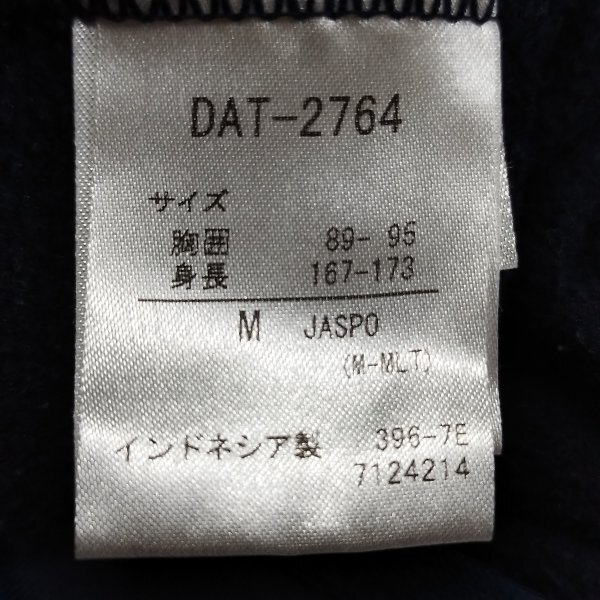 DAT-2764
サイズ
胸囲 89- 95
身長 167-173
M JASPO
(M-MLT)
インドネシア製 396-7E
7124214